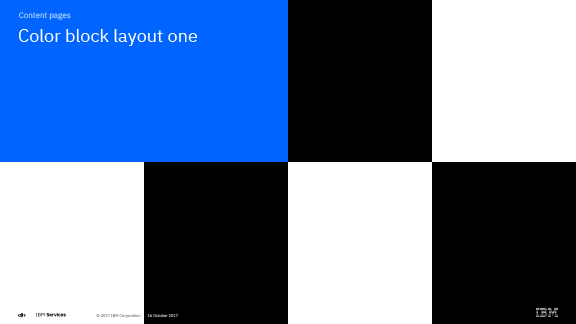 Content pages
Color block layout one
IBM Services
© 2017 IBM Corporation
16 October 2017
IBM